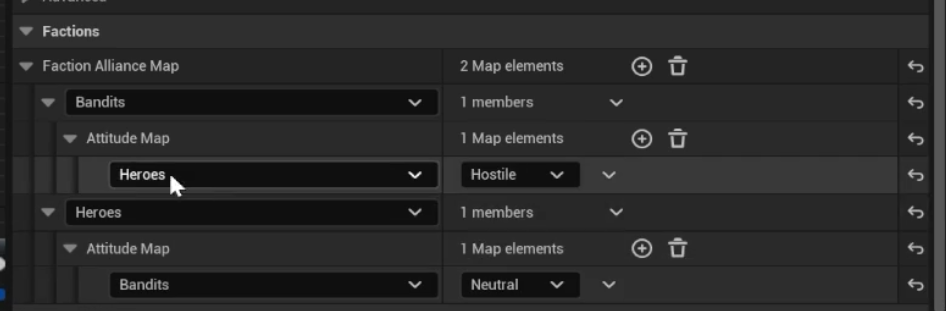 Advanced
Factions
Faction Alliance Map 2 Map elements
Bandits 1 members
Attitude Map 1 Map elements
Heroes Hostile
Heroes 1 members
Attitude Map 1 Map elements
Bandits Neutral